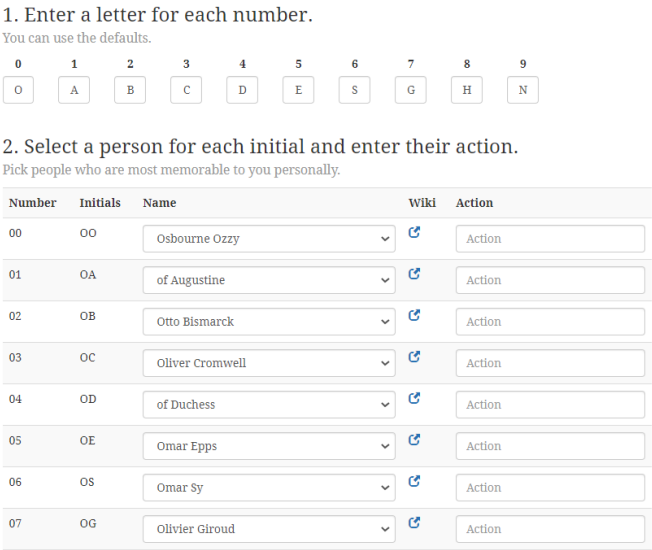 1. Enter a letter for each number.
You can use the defaults.
0 1 2 3 4 5 6 7 8 9
O A B C D E S G H N
2. Select a person for each initial and enter their action.
Pick people who are most memorable to you personally.
Number Initials Name Wiki Action
00 OO Osbourne Ozzy Action
01 OA of Augustine Action
02 OB Otto Bismarck Action
03 OC Oliver Cromwell Action
04 OD of Duchess Action
05 OE Omar Epps Action
06 OS Omar Sy Action
07 OG Olivier Giroud Action